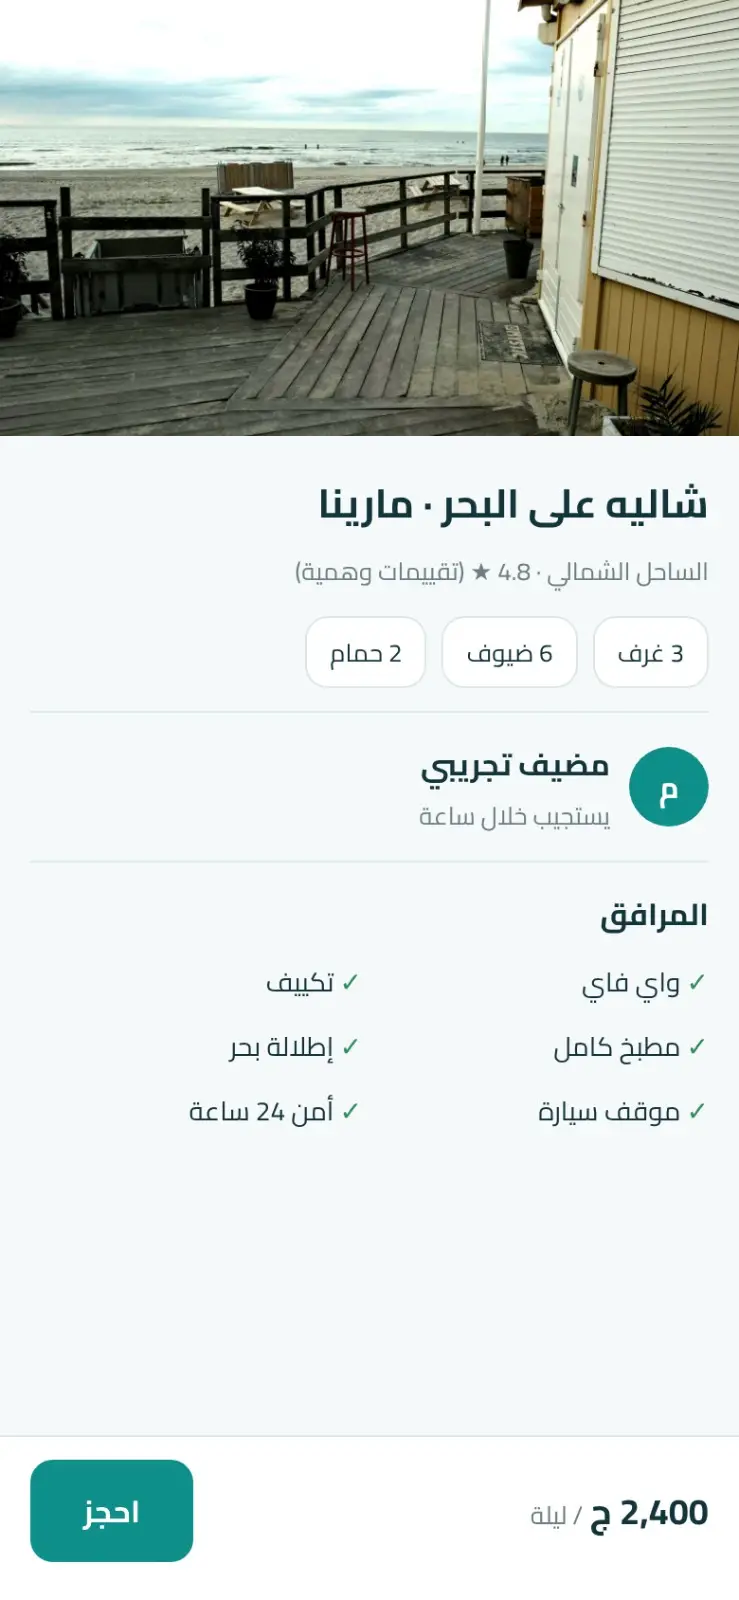 شاليه على البحر · مارينا
الساحل الشمالي · 4.8 ★ (تقييمات وهمية)
3 غرف
6 ضيوف
2 حمام
م
مضيف تجريبي
يستجيب خلال ساعة
المرافق
✓ واي فاي
✓ تكييف
✓ مطبخ كامل
✓ إطلالة بحر
✓ موقف سيارة
✓ أمن 24 ساعة
2,400 ج / ليلة
احجز